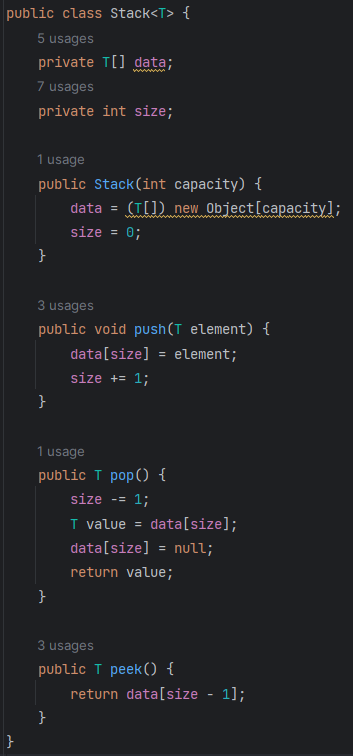 public class Stack<T> {
5 usages
private T[] data;
7 usages
private int size;
1 usage
public Stack(int capacity) {
data = (T[]) new Object[capacity];
size = 0;
}
3 usages
public void push(T element) {
data[size] = element;
size += 1;
}
1 usage
public T pop() {
size -= 1;
T value = data[size];
data[size] = null;
return value;
}
3 usages
public T peek() {
return data[size - 1];
}
}